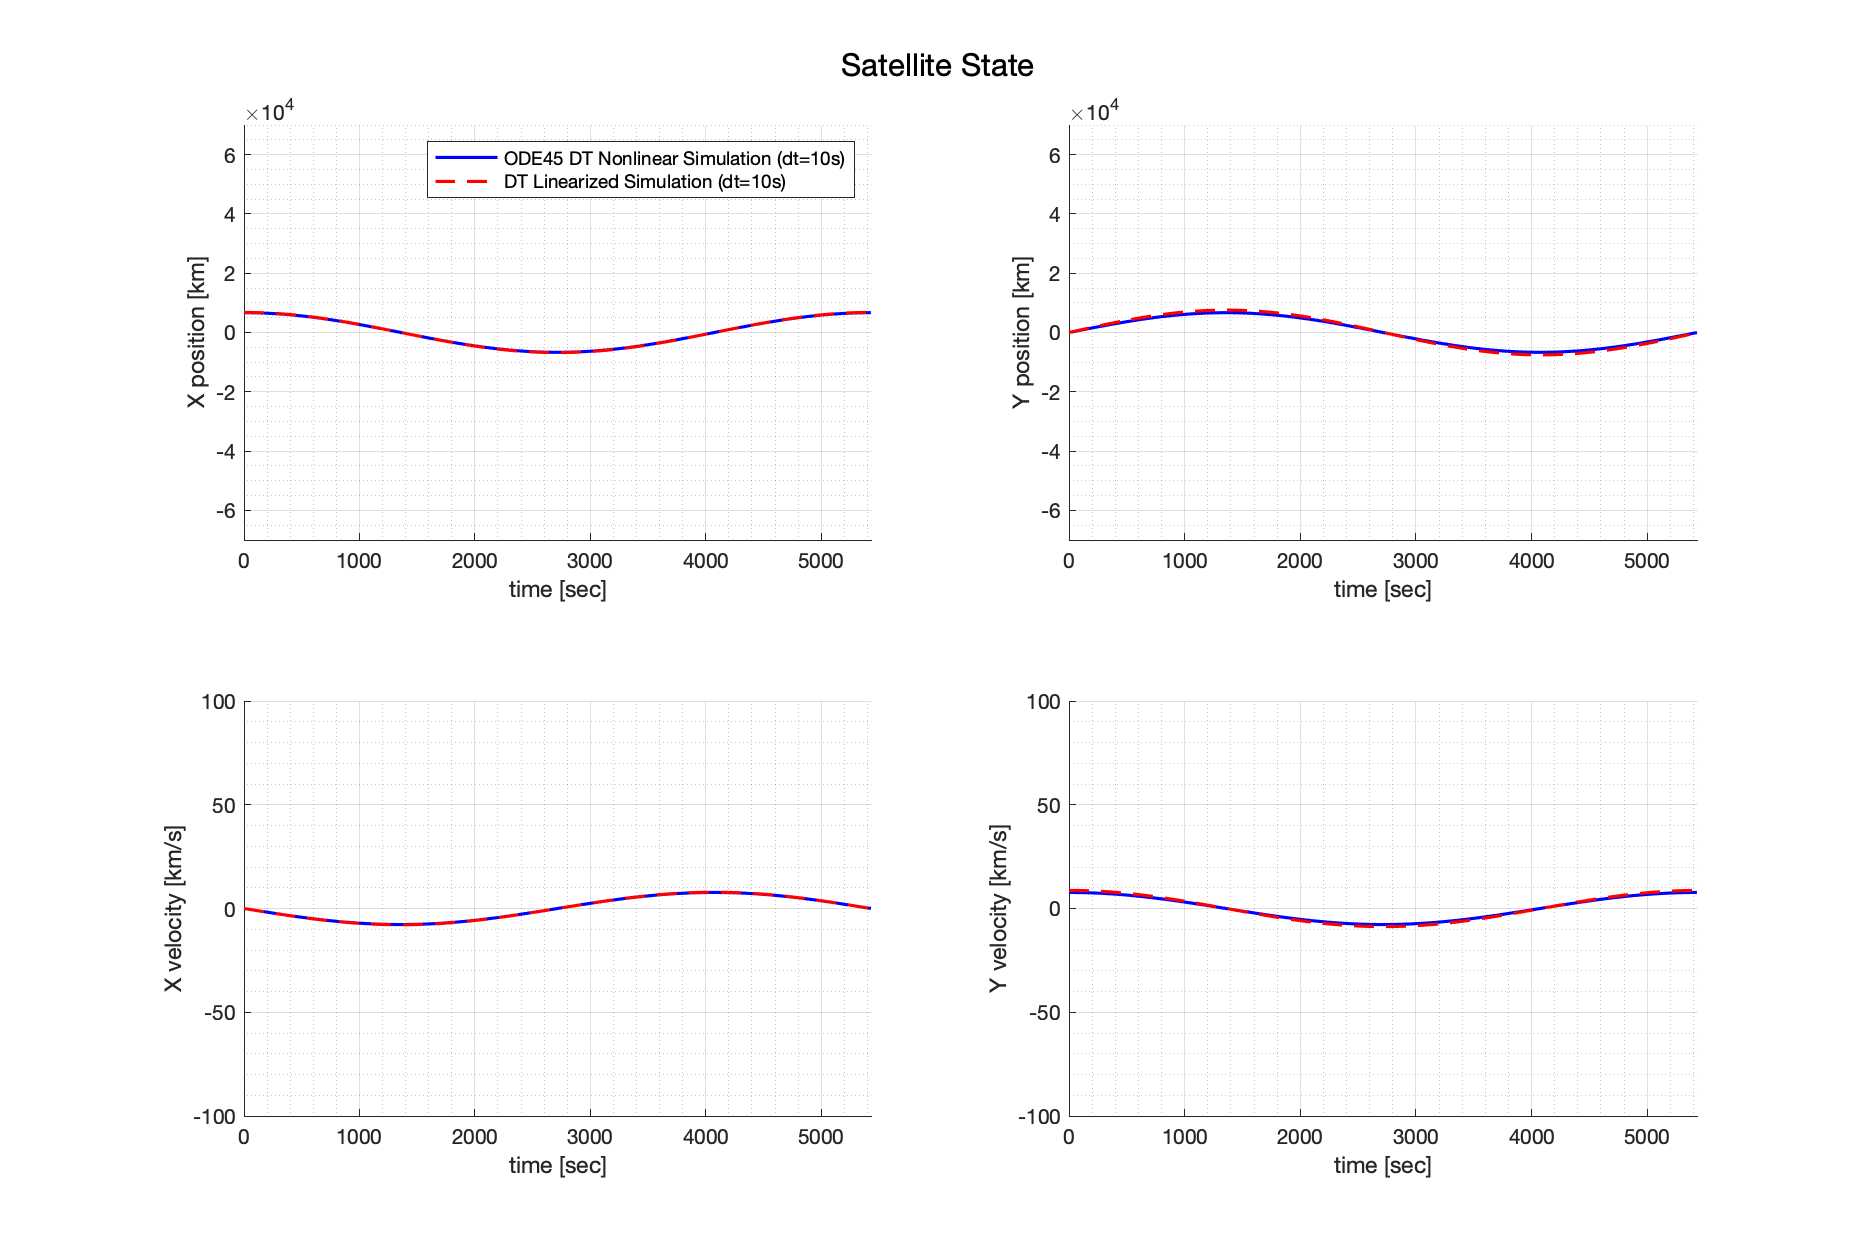 Satellite State
×10⁴
6
4
2
0
-2
-4
-6
X position [km]
ODE45 DT Nonlinear Simulation (dt=10s)
DT Linearized Simulation (dt=10s)
0 1000 2000 3000 4000 5000
time [sec]
×10⁴
6
4
2
0
-2
-4
-6
Y position [km]
0 1000 2000 3000 4000 5000
time [sec]
100
50
0
-50
-100
X velocity [km/s]
0 1000 2000 3000 4000 5000
time [sec]
100
50
0
-50
-100
Y velocity [km/s]
0 1000 2000 3000 4000 5000
time [sec]